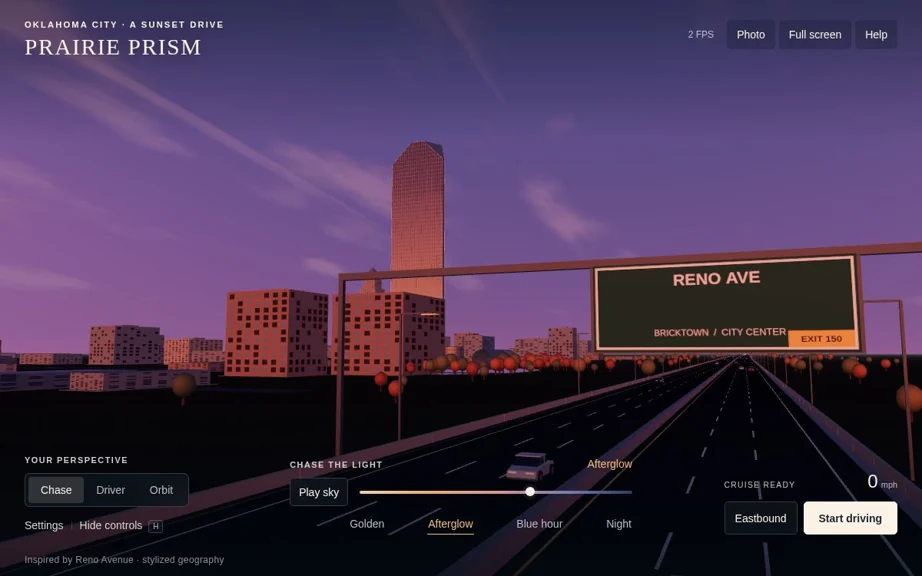 OKLAHOMA CITY · A SUNSET DRIVE
PRAIRIE PRISM
2 FPS
Photo
Full screen
Help
RENO AVE
BRICKTOWN / CITY CENTER
EXIT 150
YOUR PERSPECTIVE
Chase
Driver
Orbit
Settings
Hide controls H
CHASE THE LIGHT
Afterglow
Play sky
Golden
Afterglow
Blue hour
Night
CRUISE READY
0 mph
Eastbound
Start driving
Inspired by Reno Avenue · stylized geography